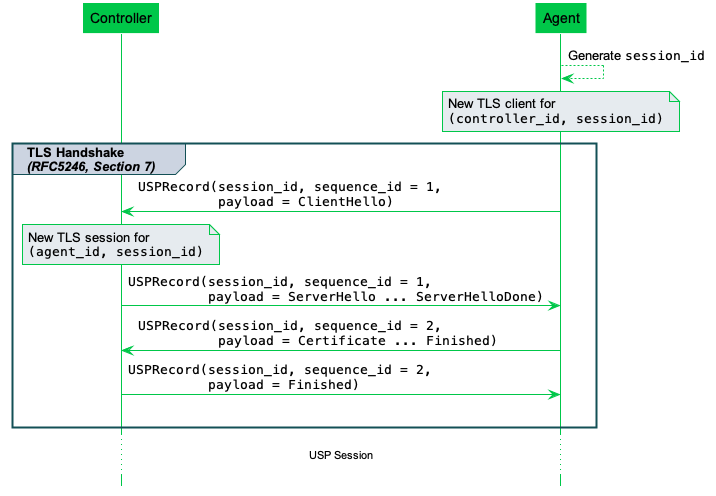 Controller
Agent
Generate session_id
New TLS client for
(controller_id, session_id)
TLS Handshake
(RFC5246, Section 7)
USPRecord(session_id, sequence_id = 1,
payload = ClientHello)
New TLS session for
(agent_id, session_id)
USPRecord(session_id, sequence_id = 1,
payload = ServerHello ... ServerHelloDone)
USPRecord(session_id, sequence_id = 2,
payload = Certificate ... Finished)
USPRecord(session_id, sequence_id = 2,
payload = Finished)
USP Session